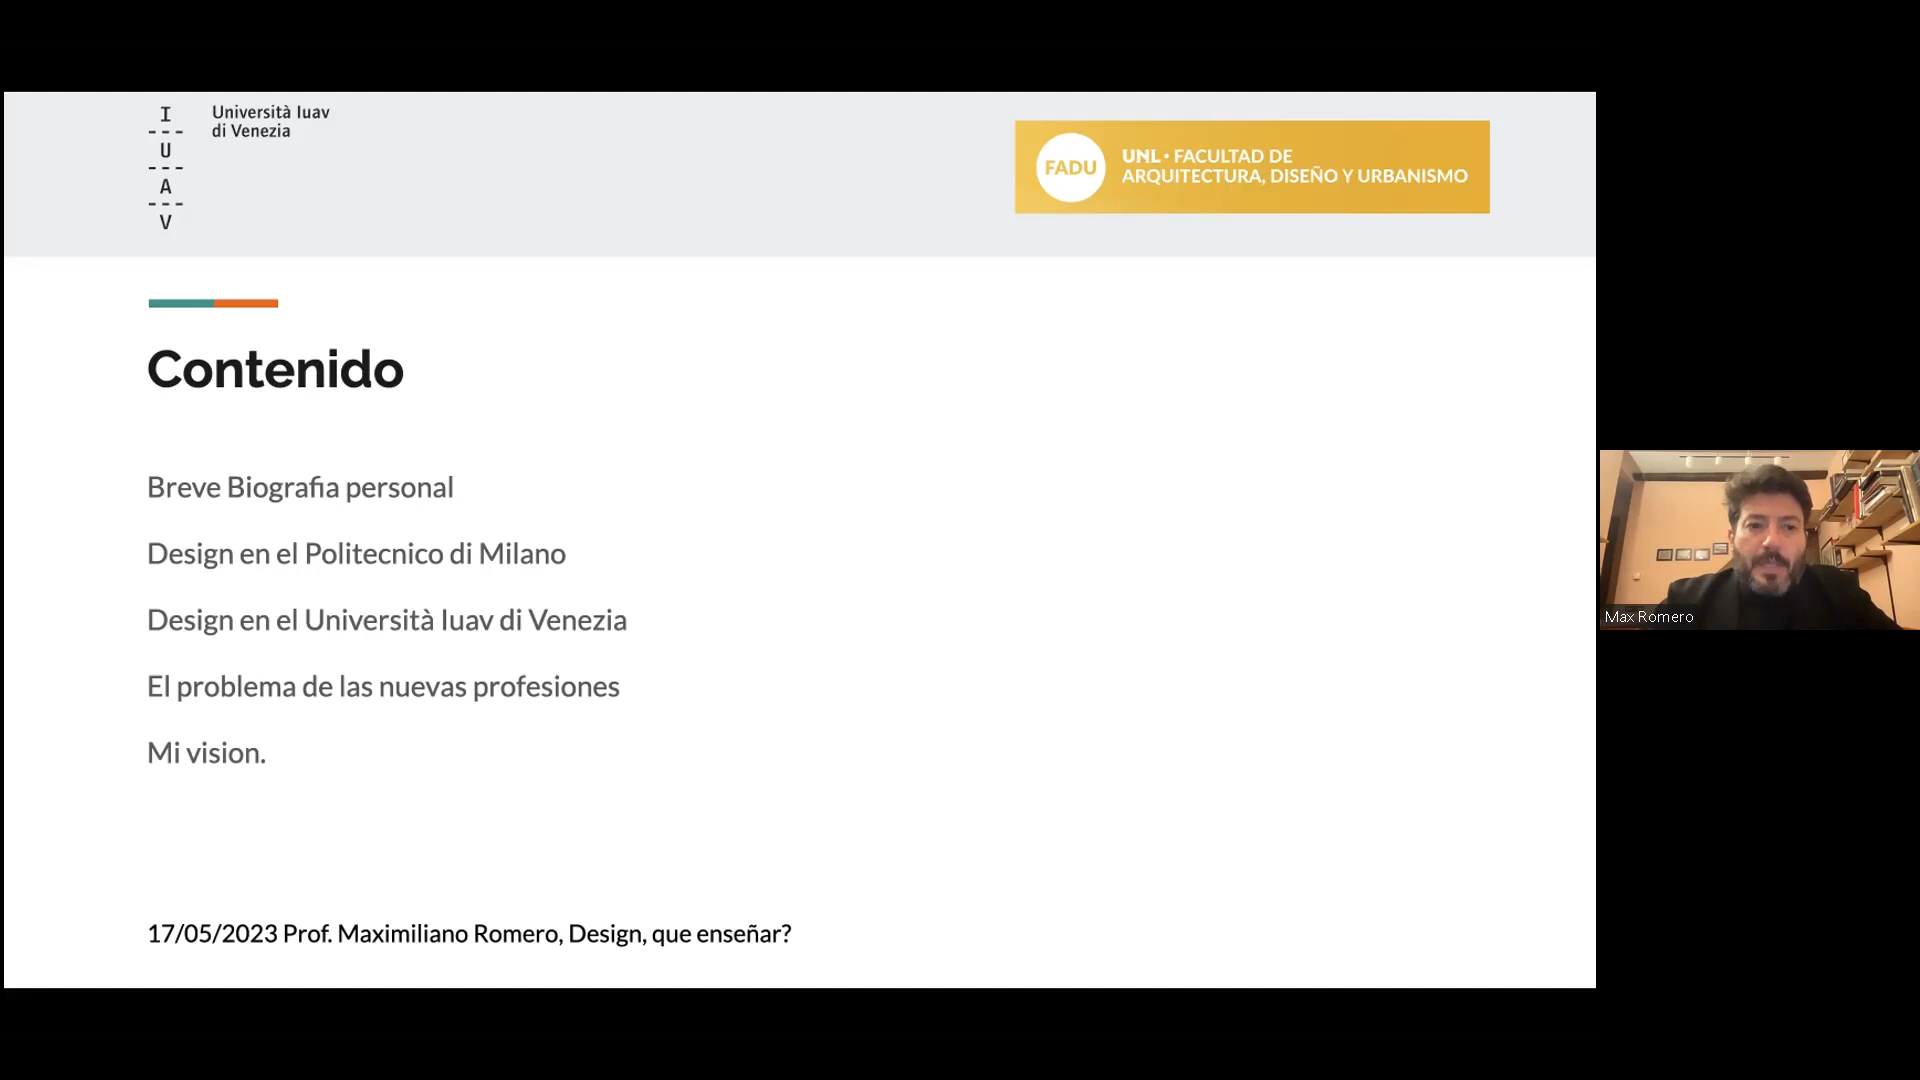 I
U
A
V
Università Iuav
di Venezia
FADU
UNL • FACULTAD DE
ARQUITECTURA, DISEÑO Y URBANISMO
Contenido
Breve Biografia personal
Design en el Politecnico di Milano
Design en el Università Iuav di Venezia
El problema de las nuevas profesiones
Mi vision.
17/05/2023 Prof. Maximiliano Romero, Design, que enseñar?
Max Romero